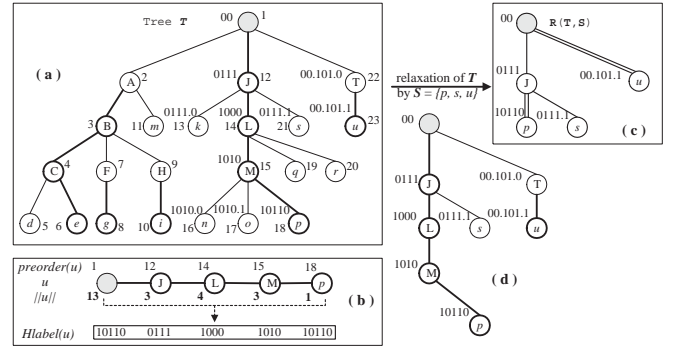 Tree T
00 1
( a )
A 2
0111 J 12
T 22
00.101.0
3 B
11 m
0111.0
13 k
1000
14 L
0111.1
21 s
00.101.1
u 23
C 4
F 7
H 9
1010
M 15
q 19
r 20
d 5
6 e
g 8
10 i
1010.0
16 n
1010.1
17 o
10110
18 p
relaxation of T
by S = {p, s, u}
00
R(T,S)
0111 J
00.101.1
u
10110
p
0111.1
s
( c )
00
0111 J
00.101.0
T
1000
L
0111.1
s
00.101.1
u
1010
M
( d )
10110
p
preorder(u) 1 12 14 15 18
u J L M p
||u|| 13 3 4 3 1
( b )
Hlabel(u) 10110 0111 1000 1010 10110